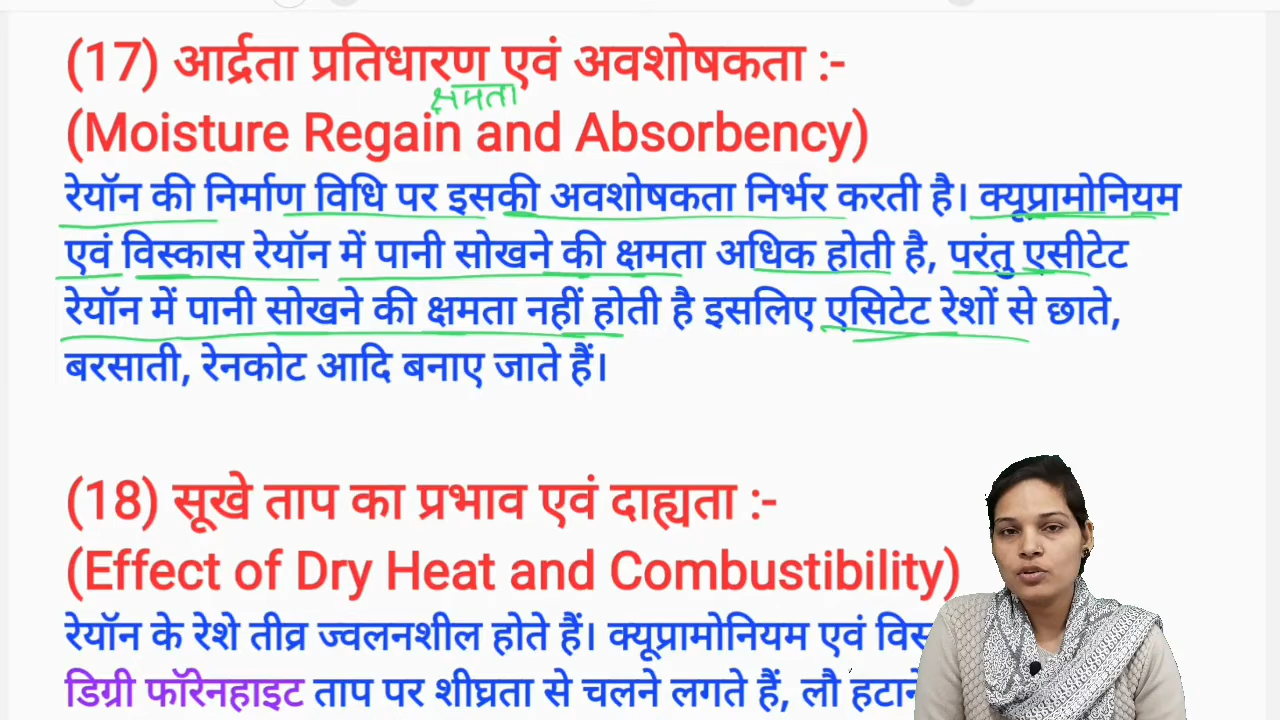 (17) आर्द्रता प्रतिधारण एवं अवशोषकता :-
क्षमता
(Moisture Regain and Absorbency)
रेयॉन की निर्माण विधि पर इसकी अवशोषकता निर्भर करती है। क्यूप्रामोनियम
एवं विस्कास रेयॉन में पानी सोखने की क्षमता अधिक होती है, परंतु एसीटेट
रेयॉन में पानी सोखने की क्षमता नहीं होती है इसलिए एसिटेट रेशों से छाते,
बरसाती, रेनकोट आदि बनाए जाते हैं।
(18) सूखे ताप का प्रभाव एवं दाह्यता :-
(Effect of Dry Heat and Combustibility)
रेयॉन के रेशे तीव्र ज्वलनशील होते हैं। क्यूप्रामोनियम एवं
डिग्री फॉरेनहाइट ताप पर शीघ्रता से चलने लगते हैं, लौ